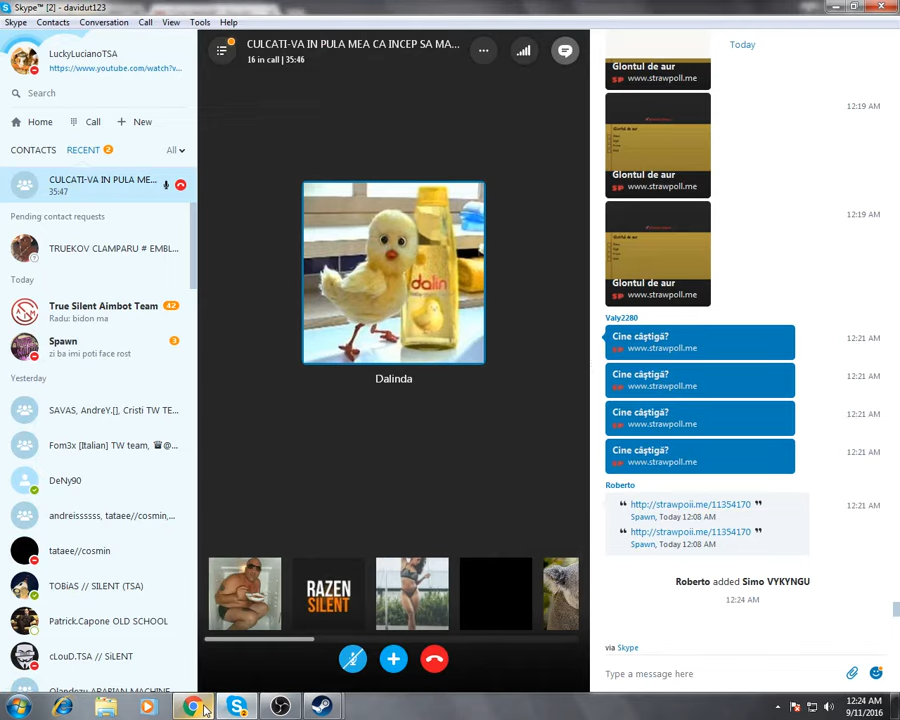 Skype™ [2] - davidut123
Skype Contacts Conversation Call View Tools Help
LuckyLucianoTSA
https://www.youtube.com/watch?v...
Search
Home Call New
CONTACTS RECENT 2 All
CULCATI-VA IN PULA ME...
35:47
Pending contact requests
TRUEKOV CLAMPARU # EMBL...
Today
True Silent Aimbot Team 42
Radu: bidon ma
Spawn 3
zi ba imi poti face rost
Yesterday
SAVAS, AndreY.[], Cristi TW TE...
Fom3x [Italian] TW team, ☎@...
DeNy90
andreissssss, tataee//cosmin,...
tataee//cosmin
TOBiAS // SILENT (TSA)
Patrick.Capone OLD SCHOOL
cLouD.TSA // SiLENT
Olandezu ARABIAN MACHINE
CULCATI-VA IN PULA MEA CA INCEP SA MA...
16 in call | 35:46
dalin
Dalinda
RAZEN
SILENT
Today
Glontul de aur
www.strawpoll.me
12:19 AM
Glontul de aur
www.strawpoll.me
12:19 AM
Glontul de aur
www.strawpoll.me
Valy2280
Cine câştigă?
www.strawpoll.me
12:21 AM
Cine câştigă?
www.strawpoll.me
12:21 AM
Cine câştigă?
www.strawpoll.me
12:21 AM
Cine câştigă?
www.strawpoll.me
12:21 AM
Roberto
❝ http://strawpoii.me/11354170 ❞
12:21 AM
Spawn, Today 12:08 AM
❝ http://strawpoii.me/11354170 ❞
Spawn, Today 12:08 AM
Roberto added Simo VYKYNGU
12:24 AM
via Skype
Type a message here
12:24 AM
9/11/2016